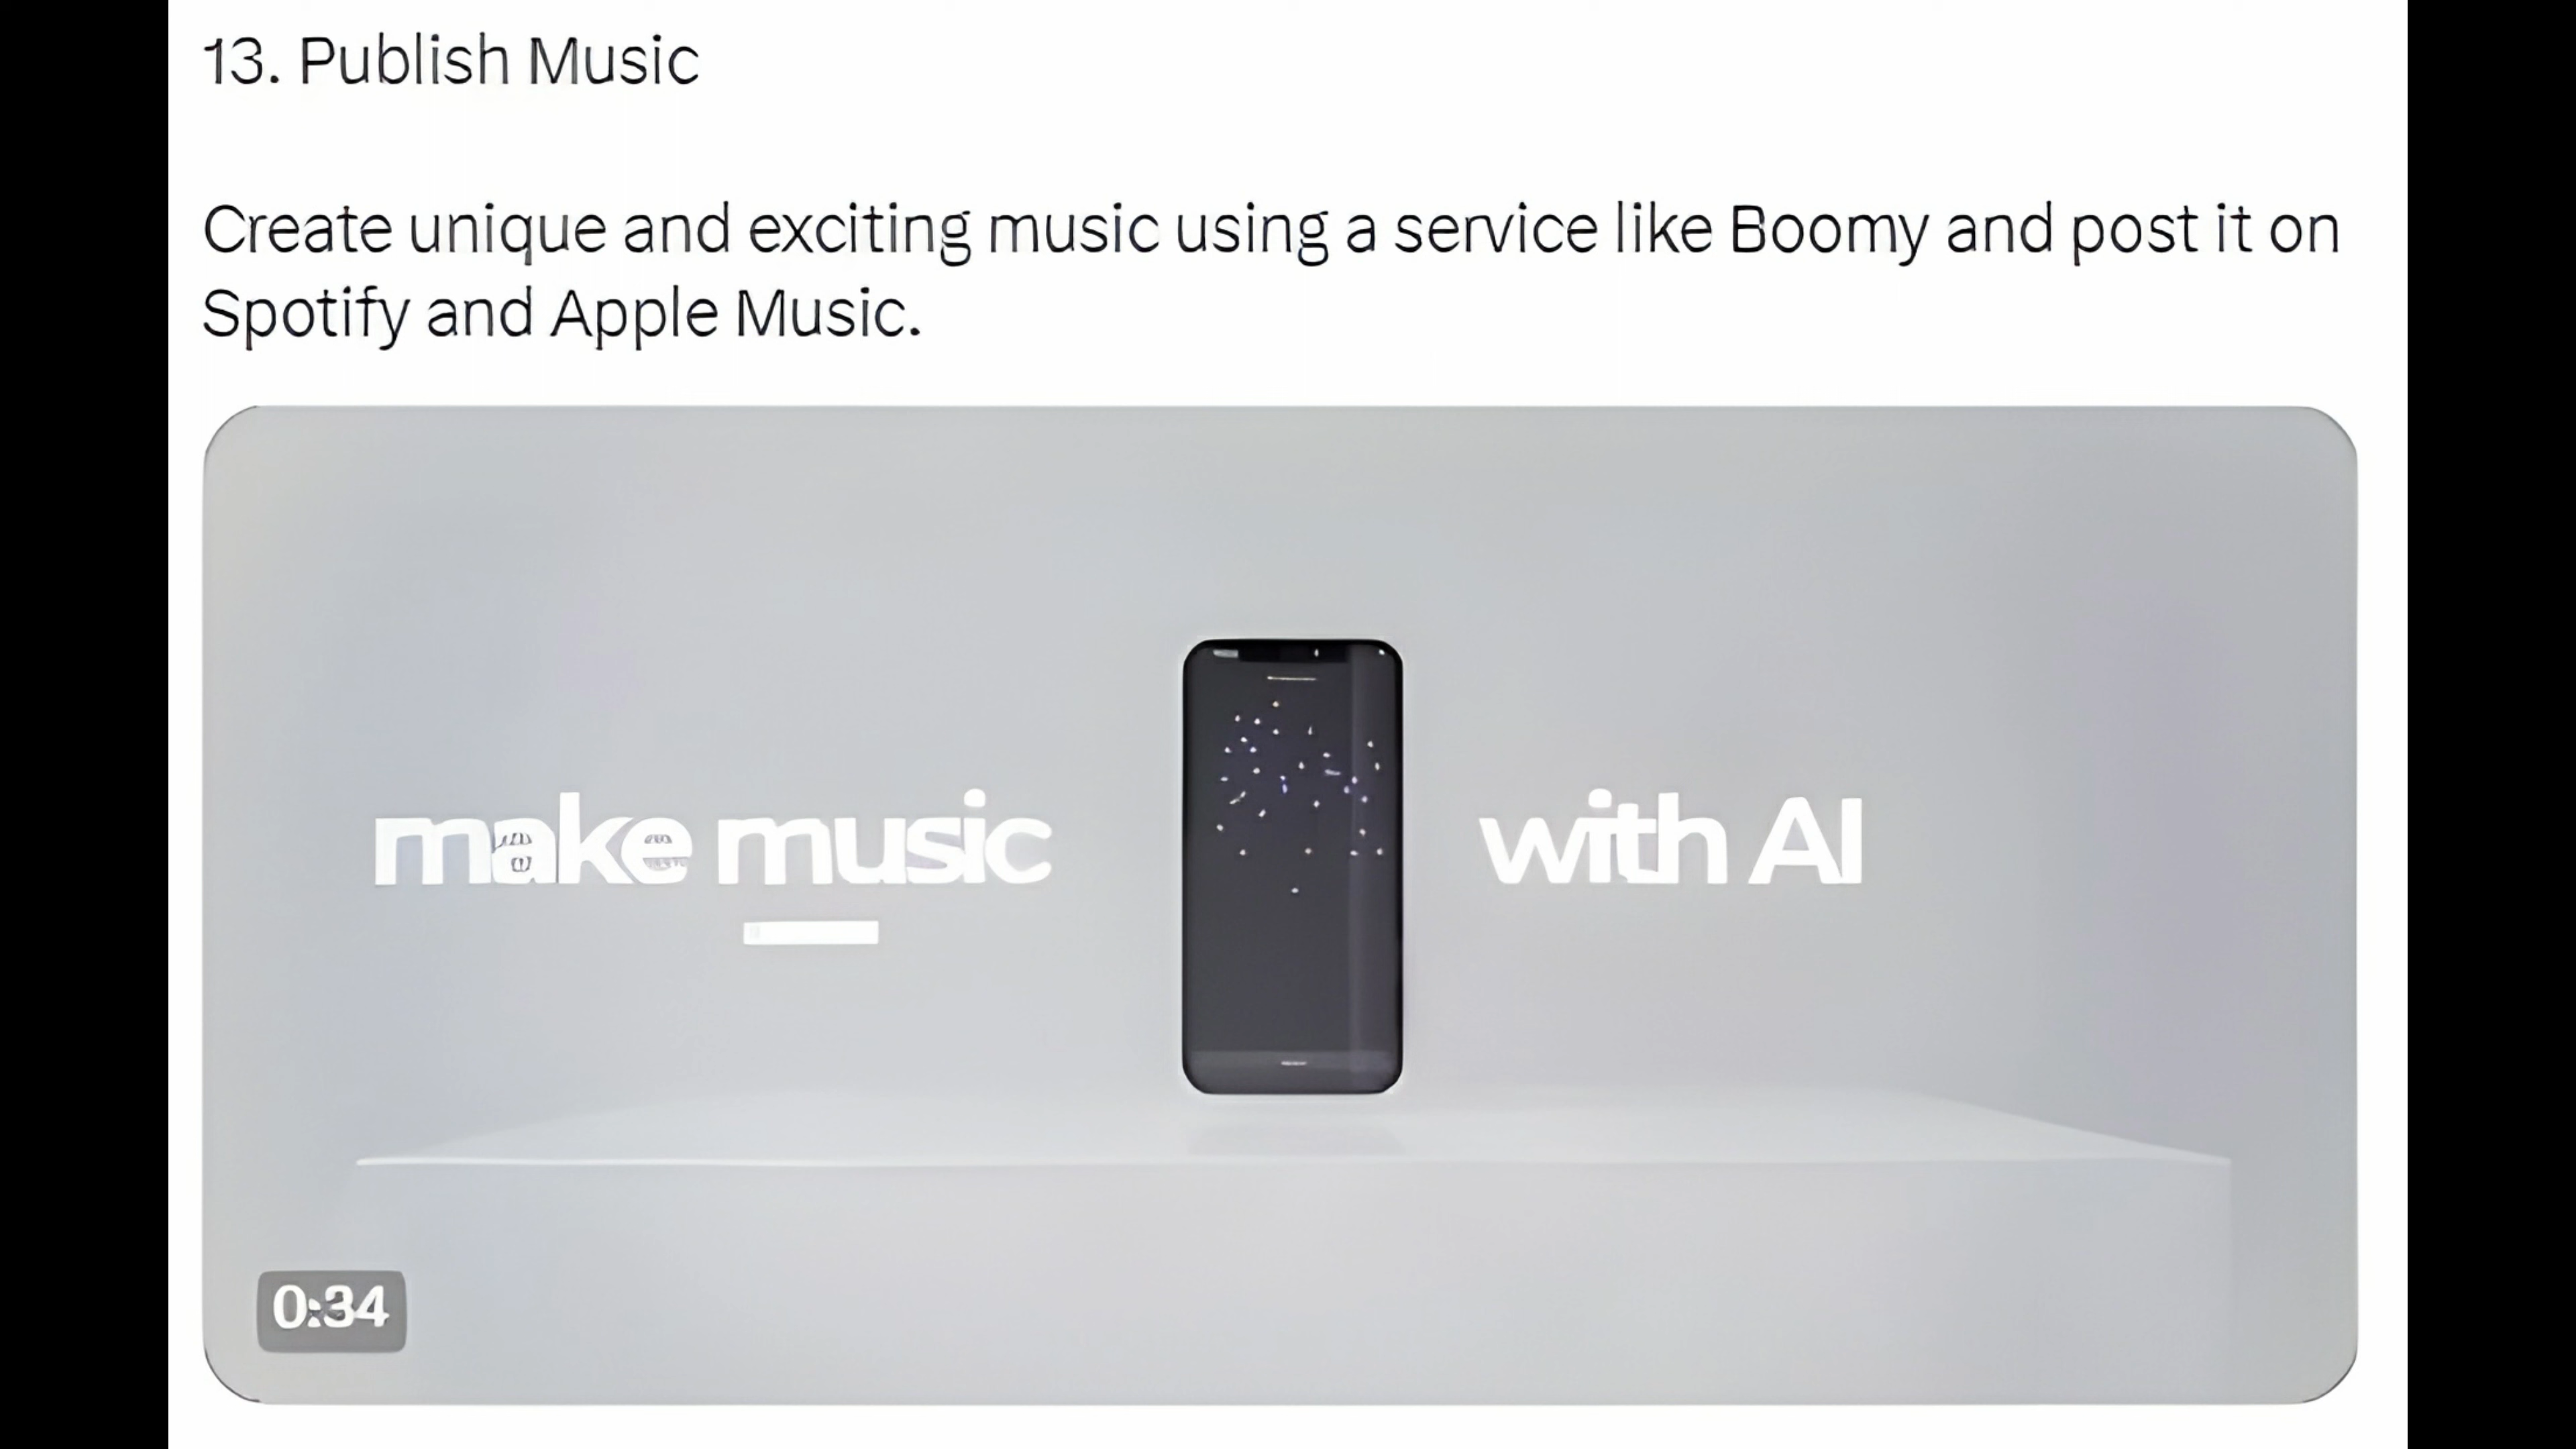 13. Publish Music
Create unique and exciting music using a service like Boomy and post it on
Spotify and Apple Music.
make music with AI
0:34